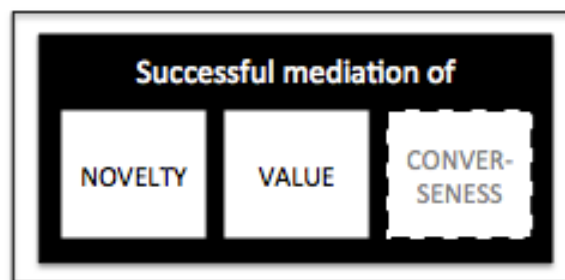 Successful mediation of
NOVELTY
VALUE
CONVER-
SENESS